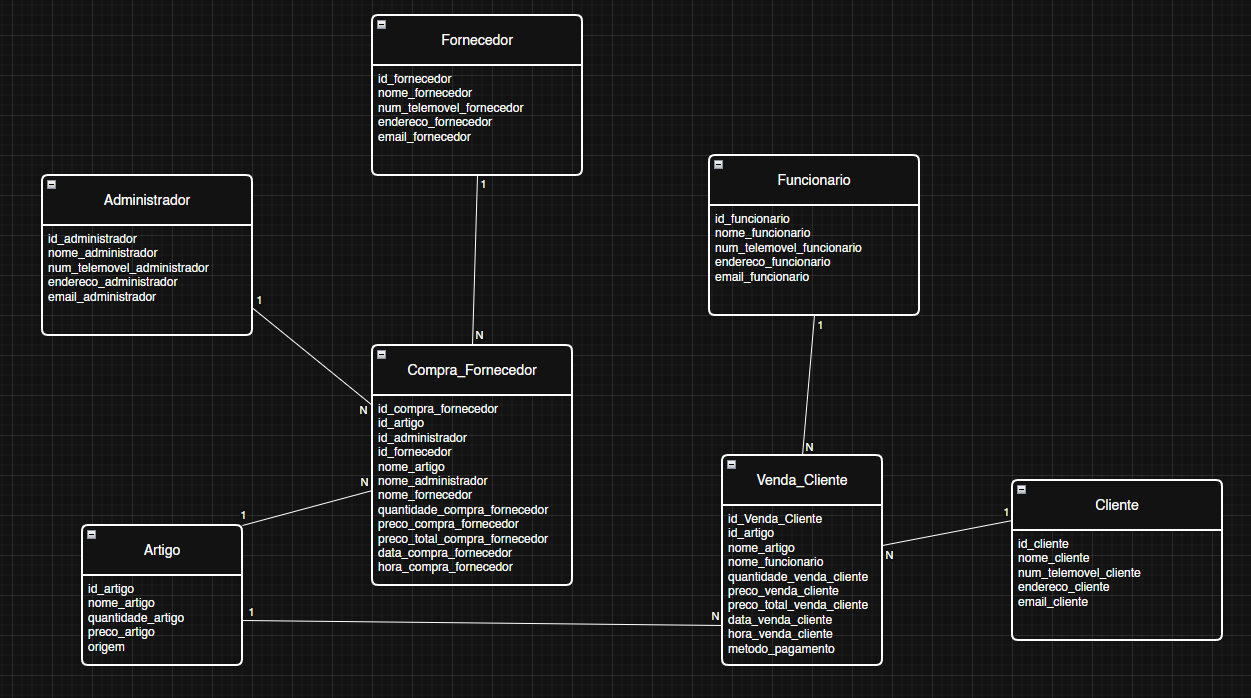 Fornecedor
id_fornecedor
nome_fornecedor
num_telemovel_fornecedor
endereco_fornecedor
email_fornecedor
1
N
Administrador
id_administrador
nome_administrador
num_telemovel_administrador
endereco_administrador
email_administrador
1
N
Funcionario
id_funcionario
nome_funcionario
num_telemovel_funcionario
endereco_funcionario
email_funcionario
1
N
Compra_Fornecedor
id_compra_fornecedor
id_artigo
id_administrador
id_fornecedor
nome_artigo
nome_administrador
nome_fornecedor
quantidade_compra_fornecedor
preco_compra_fornecedor
preco_total_compra_fornecedor
data_compra_fornecedor
hora_compra_fornecedor
N
1
Artigo
id_artigo
nome_artigo
quantidade_artigo
preco_artigo
origem
1
N
Venda_Cliente
id_Venda_Cliente
id_artigo
nome_artigo
nome_funcionario
quantidade_venda_cliente
preco_venda_cliente
preco_total_venda_cliente
data_venda_cliente
hora_venda_cliente
metodo_pagamento
N
1
Cliente
id_cliente
nome_cliente
num_telemovel_cliente
endereco_cliente
email_cliente